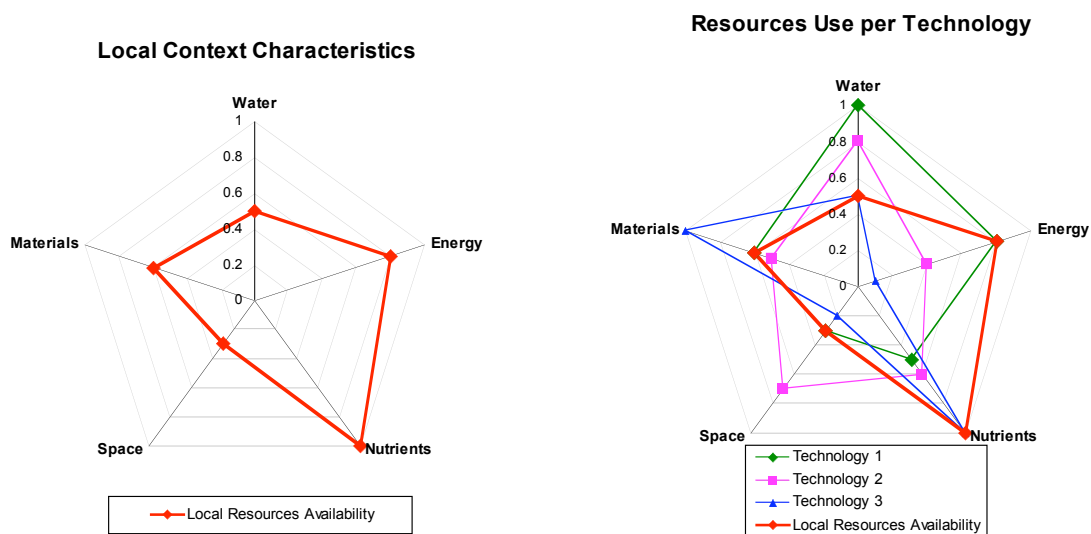 Local Context Characteristics
Water
1
0.8
0.6
0.4
0.2
0
Energy
Nutrients
Space
Materials
Local Resources Availability
Resources Use per Technology
Water
1
0.8
0.6
0.4
0.2
0
Energy
Nutrients
Space
Materials
Technology 1
Technology 2
Technology 3
Local Resources Availability